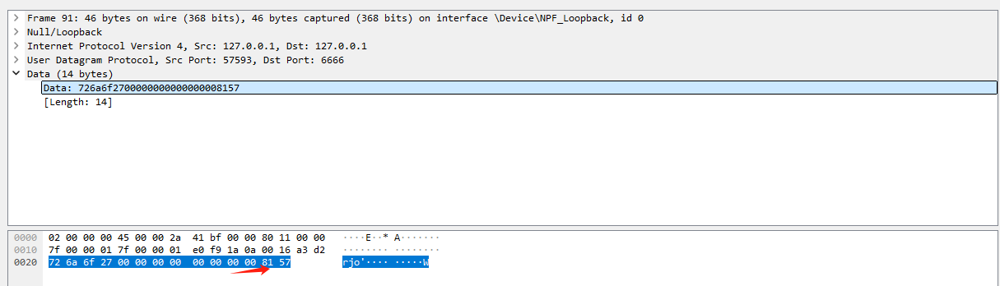 Frame 91: 46 bytes on wire (368 bits), 46 bytes captured (368 bits) on interface \Device\NPF_Loopback, id 0
Null/Loopback
Internet Protocol Version 4, Src: 127.0.0.1, Dst: 127.0.0.1
User Datagram Protocol, Src Port: 57593, Dst Port: 6666
Data (14 bytes)
Data: 726a6f2700000000000000008157
[Length: 14]
0000 02 00 00 00 45 00 00 2a 41 bf 00 00 80 11 00 00 ····E··* A·······
0010 7f 00 00 01 7f 00 00 01 e0 f9 1a 0a 00 16 a3 d2 ········ ········
0020 72 6a 6f 27 00 00 00 00 00 00 00 00 81 57 rjo'···· ·····W